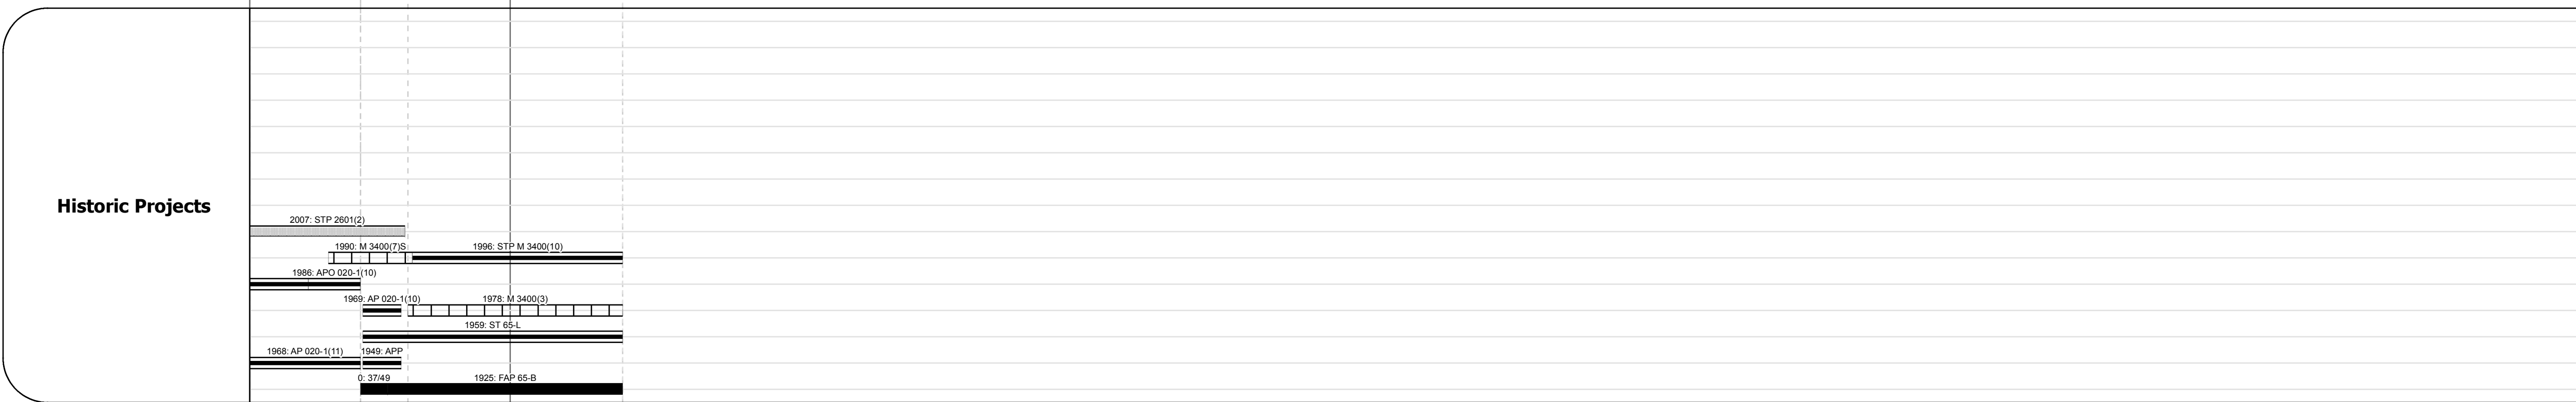 Historic Projects
2007: STP 2601(2)
1990: M 3400(7)S
1996: STP M 3400(10)
1986: APO 020-1(10)
1969: AP 020-1(10)
1978: M 3400(3)
1959: ST 65-L
1968: AP 020-1(11)
1949: APP
0: 37/49
1925: FAP 65-B